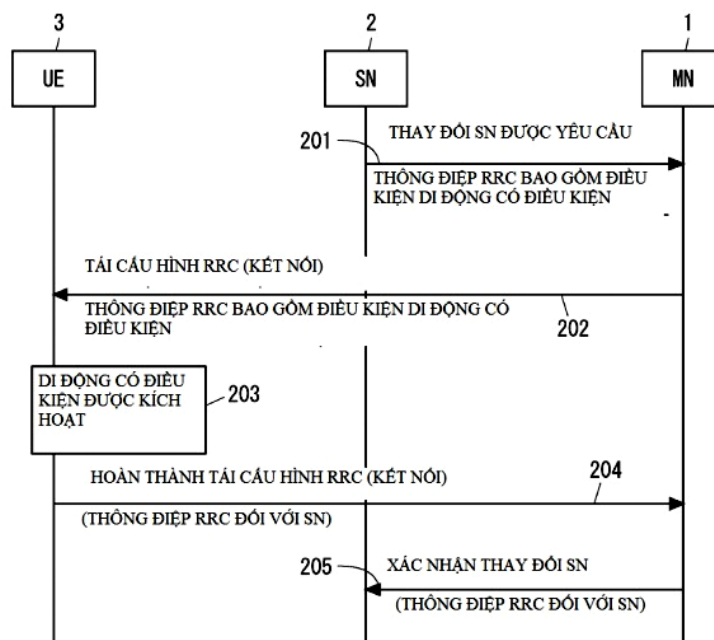 3
2
1
UE
SN
MN
THAY ĐỔI SN ĐƯỢC YÊU CẦU
201
THÔNG ĐIỆP RRC BAO GỒM ĐIỀU
KIỆN DI ĐỘNG CÓ ĐIỀU KIỆN
TÁI CẤU HÌNH RRC (KẾT NỐI)
THÔNG ĐIỆP RRC BAO GỒM ĐIỀU KIỆN DI ĐỘNG CÓ
ĐIỀU KIỆN
202
DI ĐỘNG CÓ ĐIỀU
KIỆN ĐƯỢC KÍCH
HOẠT
203
HOÀN THÀNH TÁI CẤU HÌNH RRC (KẾT NỐI)
204
(THÔNG ĐIỆP RRC ĐỐI VỚI SN)
205
XÁC NHẬN THAY ĐỔI SN
(THÔNG ĐIỆP RRC ĐỐI VỚI SN)